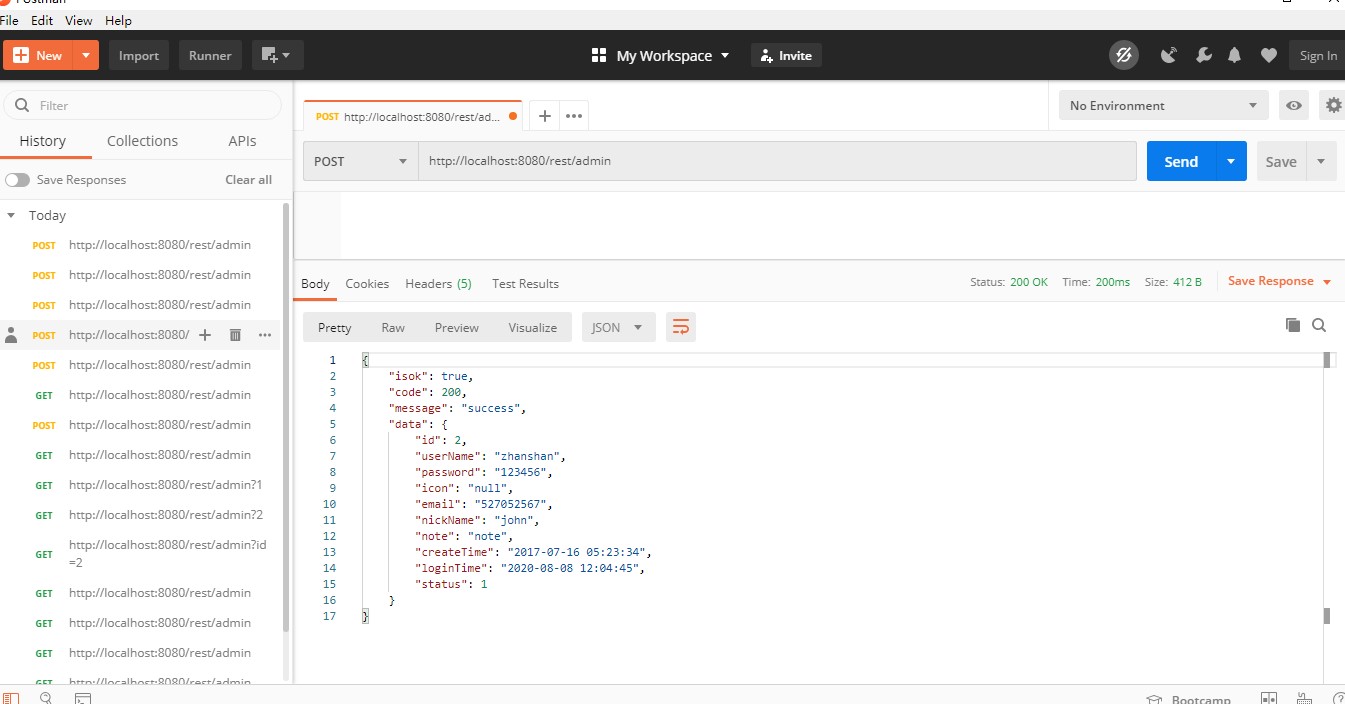 Postman
File Edit View Help
New Import Runner My Workspace Invite Sign In
Filter
History Collections APIs
Save Responses Clear all
Today
POST http://localhost:8080/rest/admin
POST http://localhost:8080/rest/admin
POST http://localhost:8080/rest/admin
POST http://localhost:8080/
POST http://localhost:8080/rest/admin
GET http://localhost:8080/rest/admin
POST http://localhost:8080/rest/admin
GET http://localhost:8080/rest/admin
GET http://localhost:8080/rest/admin?1
GET http://localhost:8080/rest/admin?2
GET http://localhost:8080/rest/admin?id
=2
GET http://localhost:8080/rest/admin
GET http://localhost:8080/rest/admin
GET http://localhost:8080/rest/admin
GET http://localhost:8080/rest/admin
POST http://localhost:8080/rest/ad...
No Environment
POST http://localhost:8080/rest/admin Send Save
Body Cookies Headers (5) Test Results Status: 200 OK Time: 200ms Size: 412 B Save Response
Pretty Raw Preview Visualize JSON
1 {
2 "isok": true,
3 "code": 200,
4 "message": "success",
5 "data": {
6 "id": 2,
7 "userName": "zhanshan",
8 "password": "123456",
9 "icon": "null",
10 "email": "527052567",
11 "nickName": "john",
12 "note": "note",
13 "createTime": "2017-07-16 05:23:34",
14 "loginTime": "2020-08-08 12:04:45",
15 "status": 1
16 }
17 }
Bootcamp